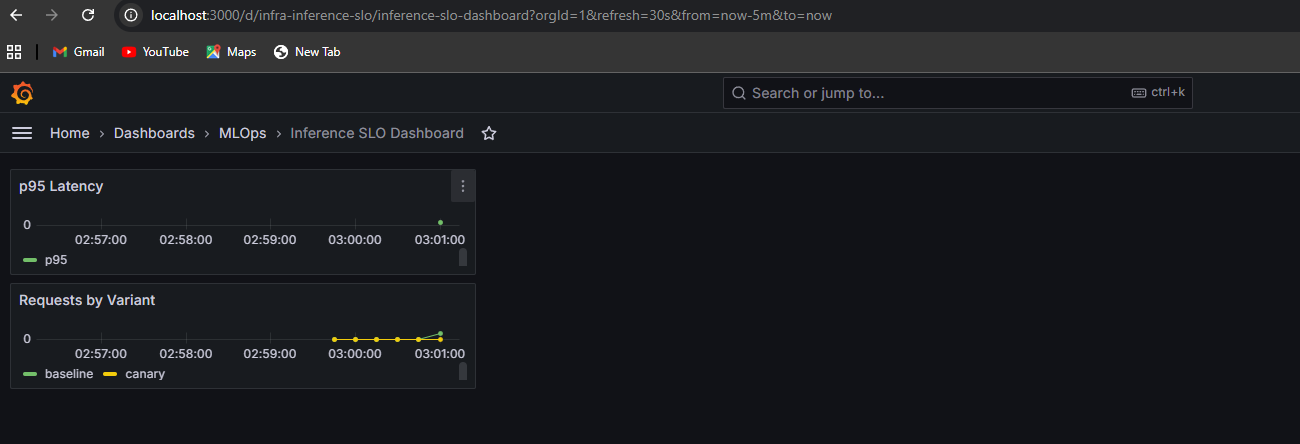 localhost:3000/d/infra-inference-slo/inference-slo-dashboard?orgId=1&refresh=30s&from=now-5m&to=now
Gmail YouTube Maps New Tab
Search or jump to... ctrl+k
Home › Dashboards › MLOps › Inference SLO Dashboard
p95 Latency
0
02:57:00 02:58:00 02:59:00 03:00:00 03:01:00
p95
Requests by Variant
0
02:57:00 02:58:00 02:59:00 03:00:00 03:01:00
baseline canary